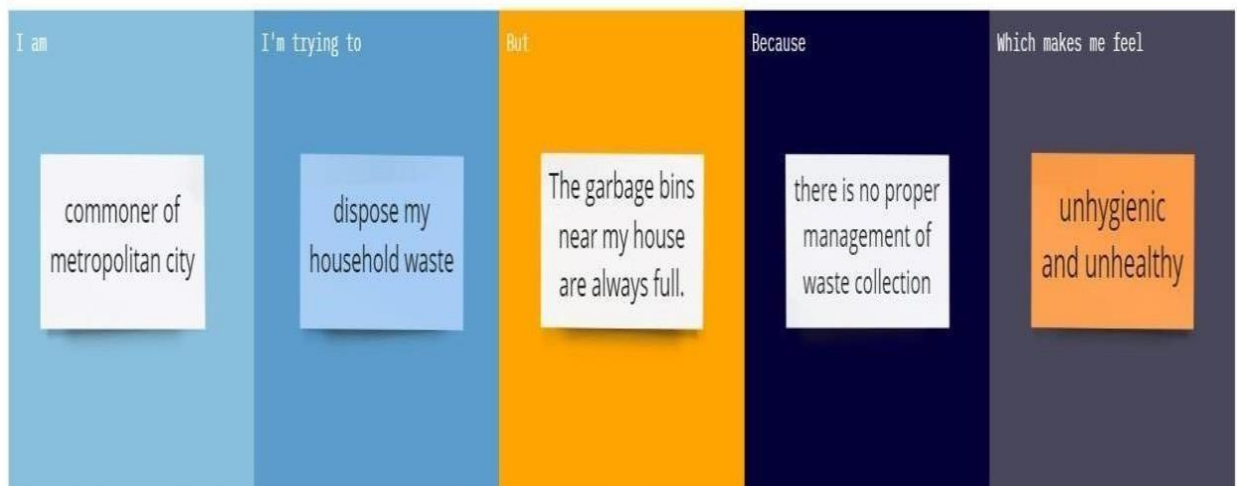 I am
commoner of
metropolitan city
I'm trying to
dispose my
household waste
But
The garbage bins
near my house
are always full.
Because
there is no proper
management of
waste collection
Which makes me feel
unhygienic
and unhealthy